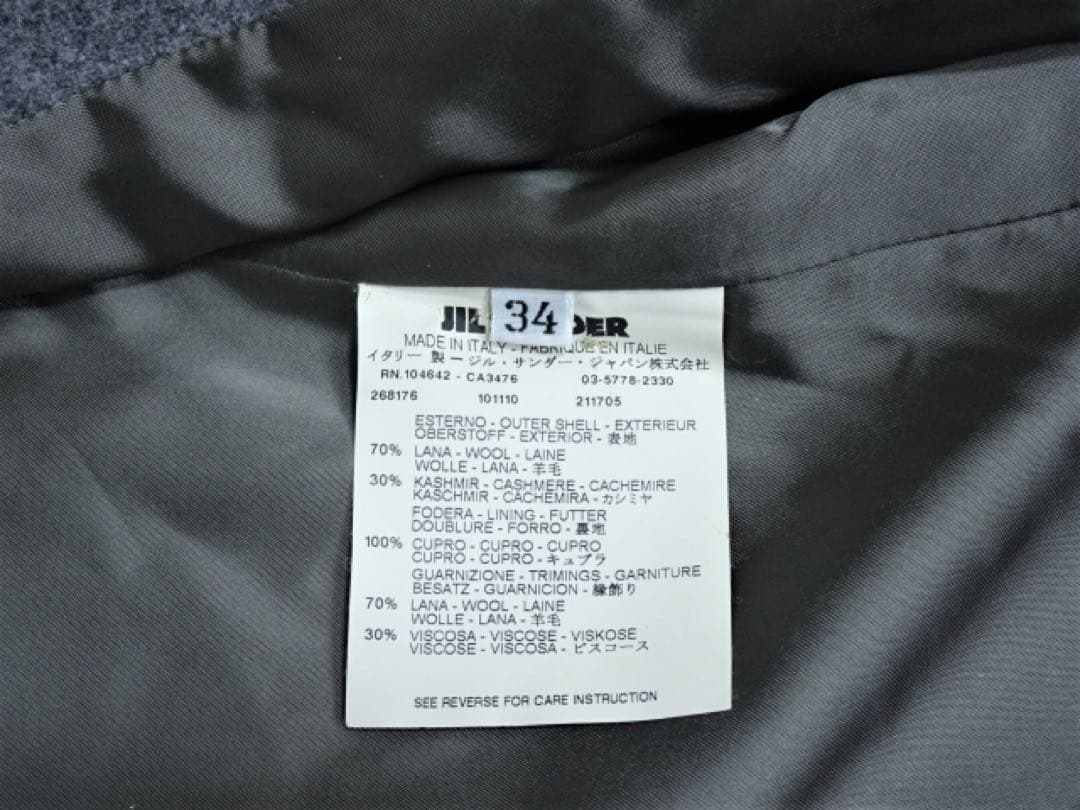 34
JIL DER
MADE IN ITALY - FABRIQUE EN ITALIE
イタリー 製 ー ジル・サンダー・ジャパン株式会社
RN.104642 - CA3476 03-5778-2330
268176 101110 211705
ESTERNO - OUTER SHELL - EXTERIEUR
OBERSTOFF - EXTERIOR - 表地
70% LANA - WOOL - LAINE
WOLLE - LANA - 羊毛
30% KASHMIR - CASHMERE - CACHEMIRE
KASCHMIR - CACHEMIRA - カシミヤ
FODERA - LINING - FUTTER
DOUBLURE - FORRO - 裏地
100% CUPRO - CUPRO - CUPRO
CUPRO - CUPRO - キュプラ
GUARNIZIONE - TRIMINGS - GARNITURE
BESATZ - GUARNICION - 縁飾り
70% LANA - WOOL - LAINE
WOLLE - LANA - 羊毛
30% VISCOSA - VISCOSE - VISKOSE
VISCOSE - VISCOSA - ビスコース
SEE REVERSE FOR CARE INSTRUCTION